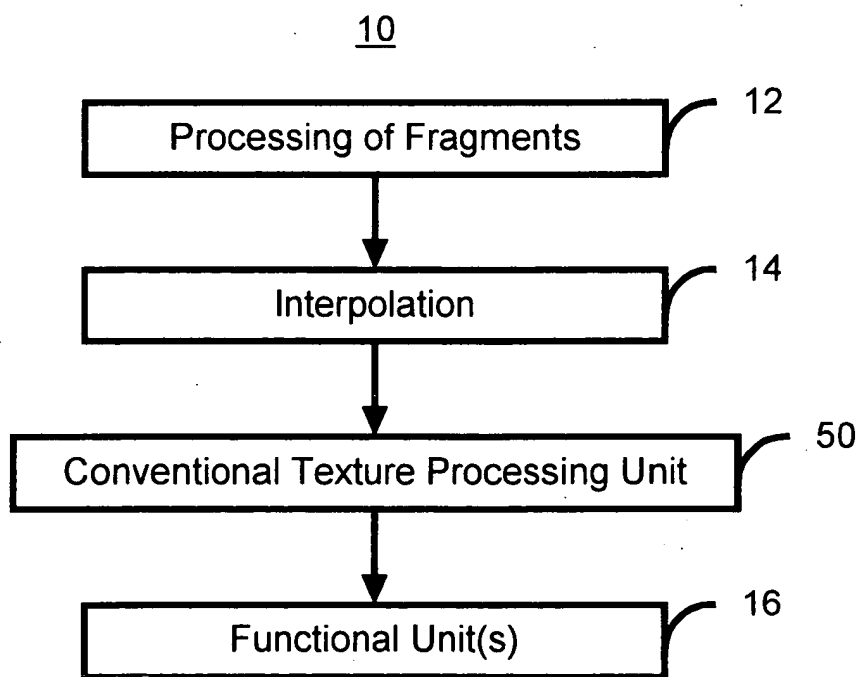 10
Processing of Fragments
12
Interpolation
14
Conventional Texture Processing Unit
50
Functional Unit(s)
16